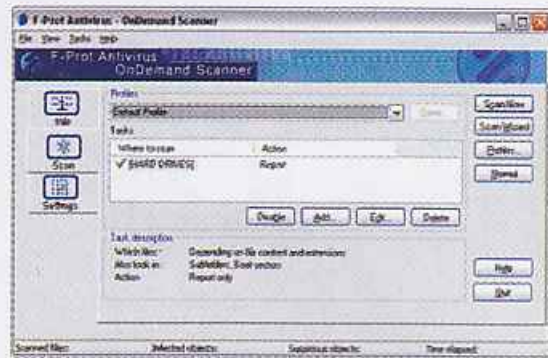 F-Prot Antivirus - OnDemand Scanner
File View Tasks Help
F-Prot Antivirus
OnDemand Scanner
Profiles
Default Profile
Tasks
Where to scan Action
[HARD DRIVES] Report
Scan
Settings
Scan Now
Scan Wizard
Profiles...
Disable Add... Edit... Delete
Task description
Which files: Depending on file content and extensions
Also look in: Subfolders, Boot sectors
Action: Report only
Help
Quit
Scanned files: Infected objects: Suspicious objects: Time elapsed: